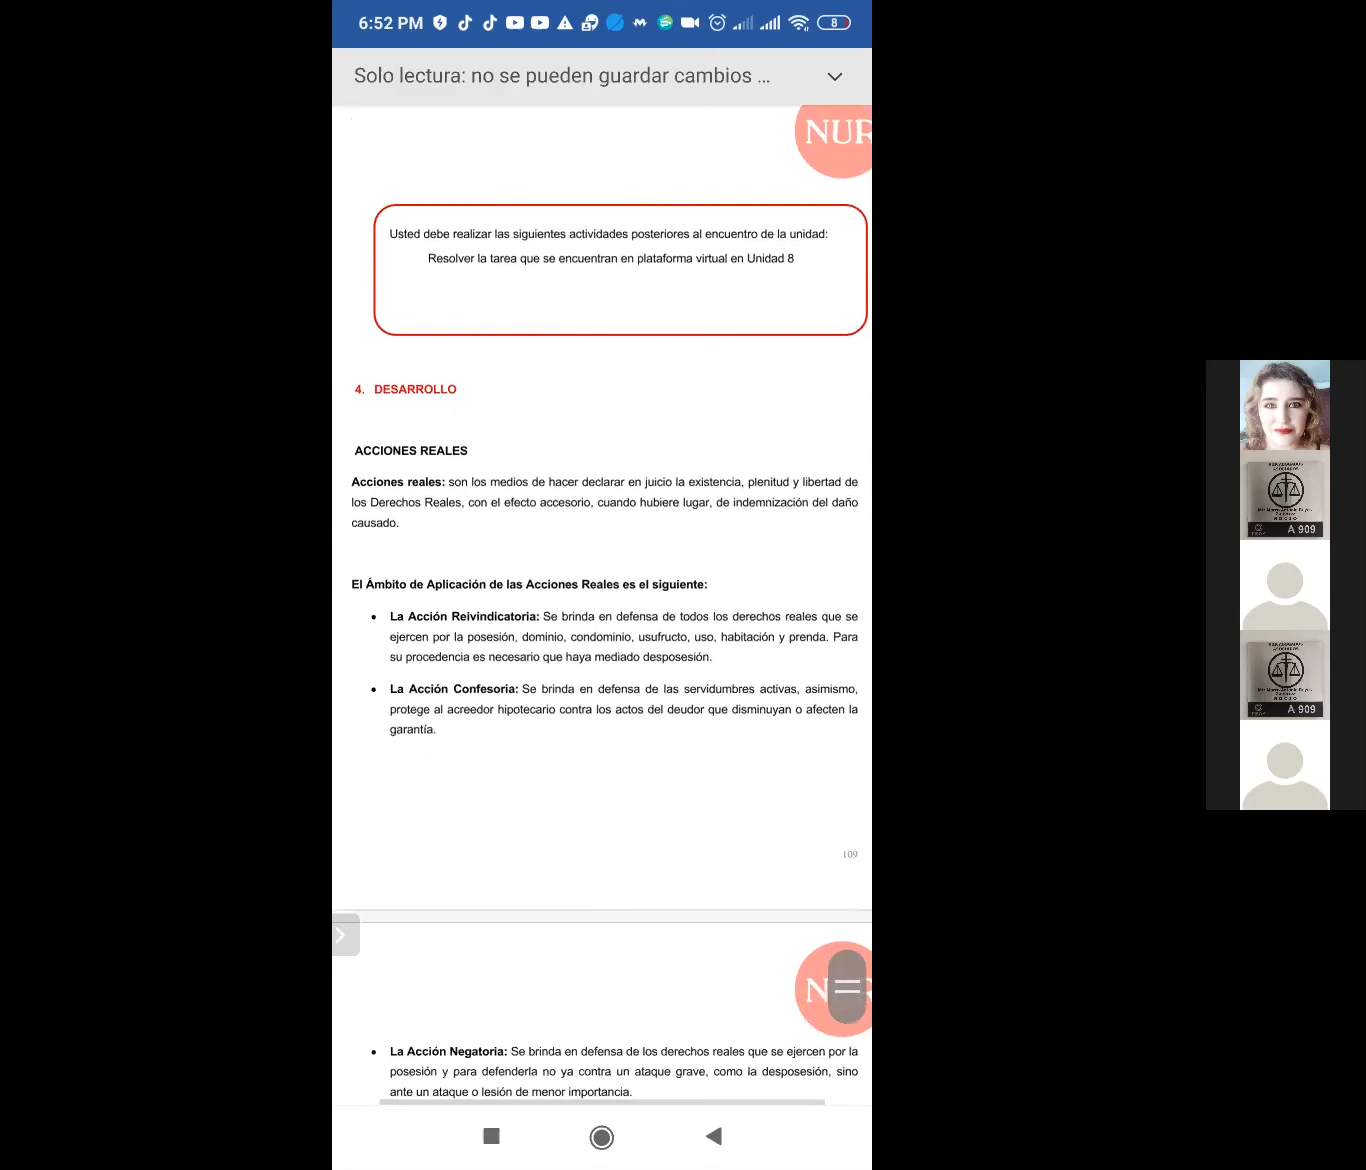 6:52 PM
8
Solo lectura: no se pueden guardar cambios ...
NUR
Usted debe realizar las siguientes actividades posteriores al encuentro de la unidad:
Resolver la tarea que se encuentran en plataforma virtual en Unidad 8
4. DESARROLLO
ACCIONES REALES
Acciones reales: son los medios de hacer declarar en juicio la existencia, plenitud y libertad de
los Derechos Reales, con el efecto accesorio, cuando hubiere lugar, de indemnización del daño
causado.
El Ámbito de Aplicación de las Acciones Reales es el siguiente:
• La Acción Reivindicatoria: Se brinda en defensa de todos los derechos reales que se
ejercen por la posesión, dominio, condominio, usufructo, uso, habitación y prenda. Para
su procedencia es necesario que haya mediado desposesión.
• La Acción Confesoria: Se brinda en defensa de las servidumbres activas, asimismo,
protege al acreedor hipotecario contra los actos del deudor que disminuyan o afecten la
garantía.
109
• La Acción Negatoria: Se brinda en defensa de los derechos reales que se ejercen por la
posesión y para defenderla no ya contra un ataque grave, como la desposesión, sino
ante un ataque o lesión de menor importancia.
A 909
A 909